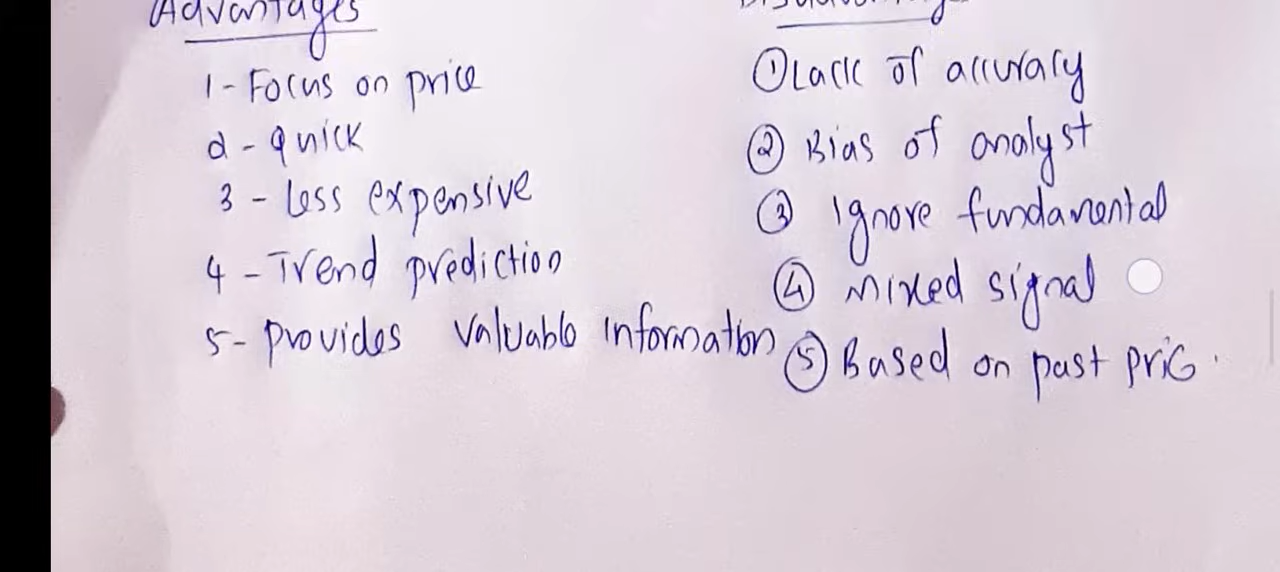 Advantages
1 - Focus on price
2 - quick
3 - Less expensive
4 - Trend prediction
5 - provides valuable information
① Lack of accuracy
② Bias of analyst
③ Ignore fundamental
④ mixed signal
⑤ Based on past price